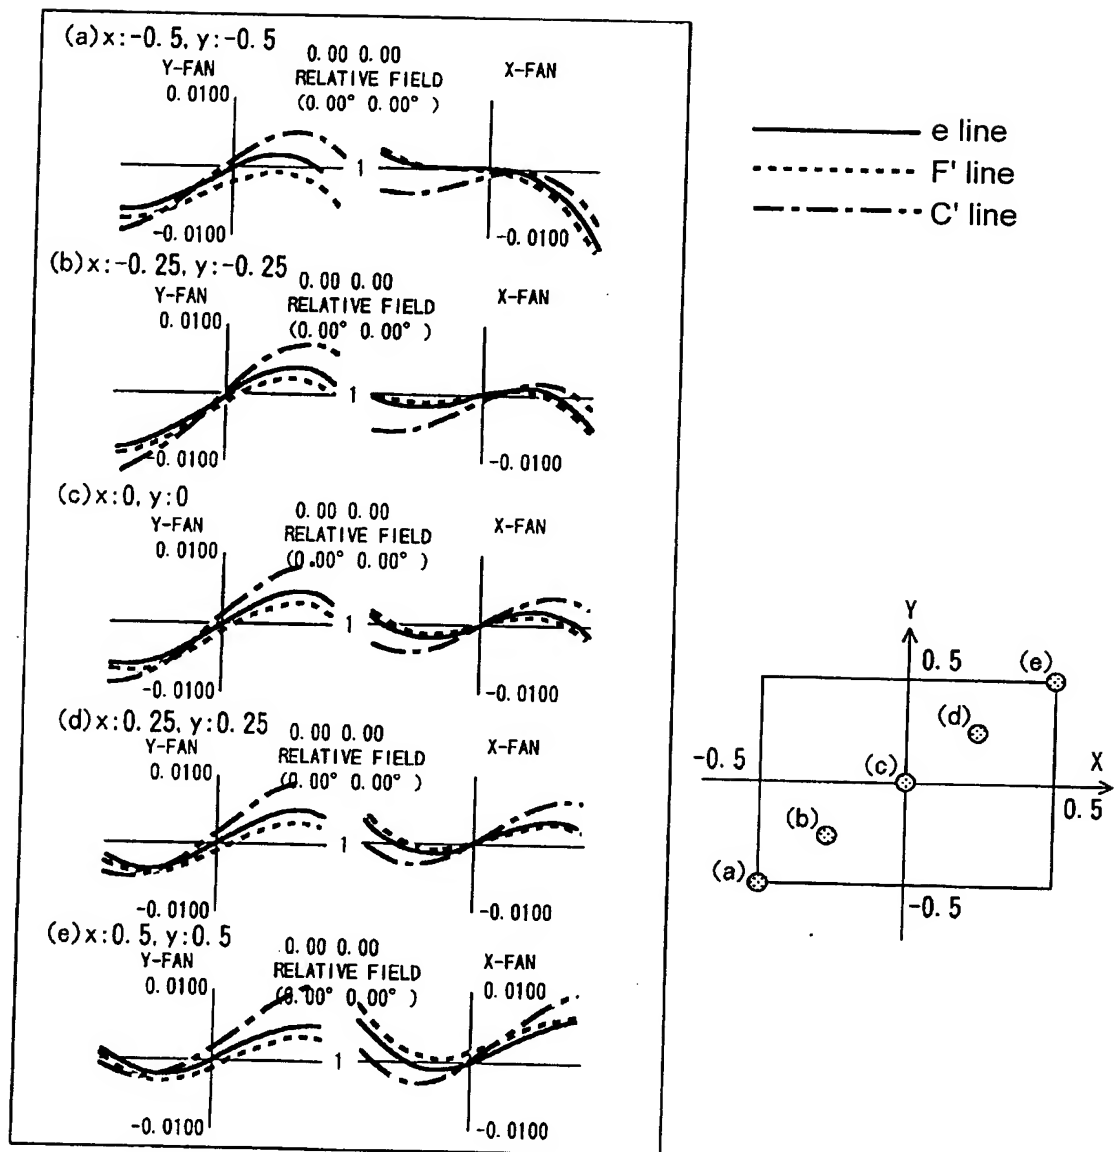 (a)x:-0.5, y:-0.5
0.00 0.00
Y-FAN
RELATIVE FIELD
X-FAN
0.0100
(0.00° 0.00° )
1
-0.0100
-0.0100
(b)x:-0.25, y:-0.25
0.00 0.00
Y-FAN
RELATIVE FIELD
X-FAN
0.0100
(0.00° 0.00° )
1
-0.0100
-0.0100
(c)x:0, y:0
0.00 0.00
Y-FAN
RELATIVE FIELD
X-FAN
0.0100
(0.00° 0.00° )
1
-0.0100
-0.0100
(d)x:0.25, y:0.25
0.00 0.00
Y-FAN
RELATIVE FIELD
X-FAN
0.0100
(0.00° 0.00° )
1
-0.0100
-0.0100
(e)x:0.5, y:0.5
0.00 0.00
Y-FAN
RELATIVE FIELD
X-FAN
0.0100
(0.00° 0.00° )
0.0100
1
-0.0100
-0.0100
e line
F' line
C' line
Y
0.5
(e)
(d)
-0.5
(c)
X
0.5
(b)
(a)
-0.5